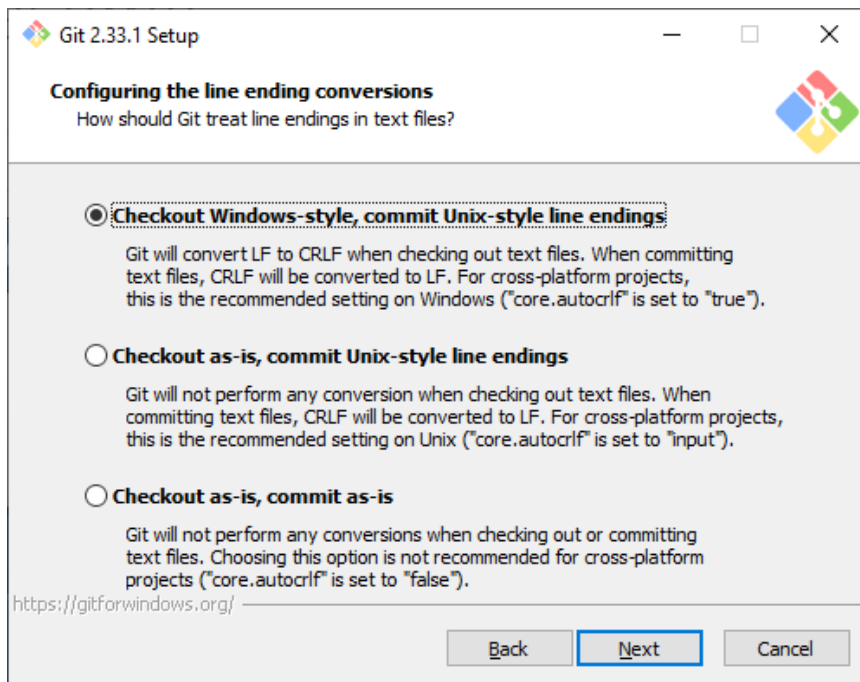 Git 2.33.1 Setup
Configuring the line ending conversions
How should Git treat line endings in text files?
Checkout Windows-style, commit Unix-style line endings
Git will convert LF to CRLF when checking out text files. When committing
text files, CRLF will be converted to LF. For cross-platform projects,
this is the recommended setting on Windows ("core.autocrlf" is set to "true").
Checkout as-is, commit Unix-style line endings
Git will not perform any conversion when checking out text files. When
committing text files, CRLF will be converted to LF. For cross-platform projects,
this is the recommended setting on Unix ("core.autocrlf" is set to "input").
Checkout as-is, commit as-is
Git will not perform any conversions when checking out or committing
text files. Choosing this option is not recommended for cross-platform
projects ("core.autocrlf" is set to "false").
https://gitforwindows.org/
Back Next Cancel